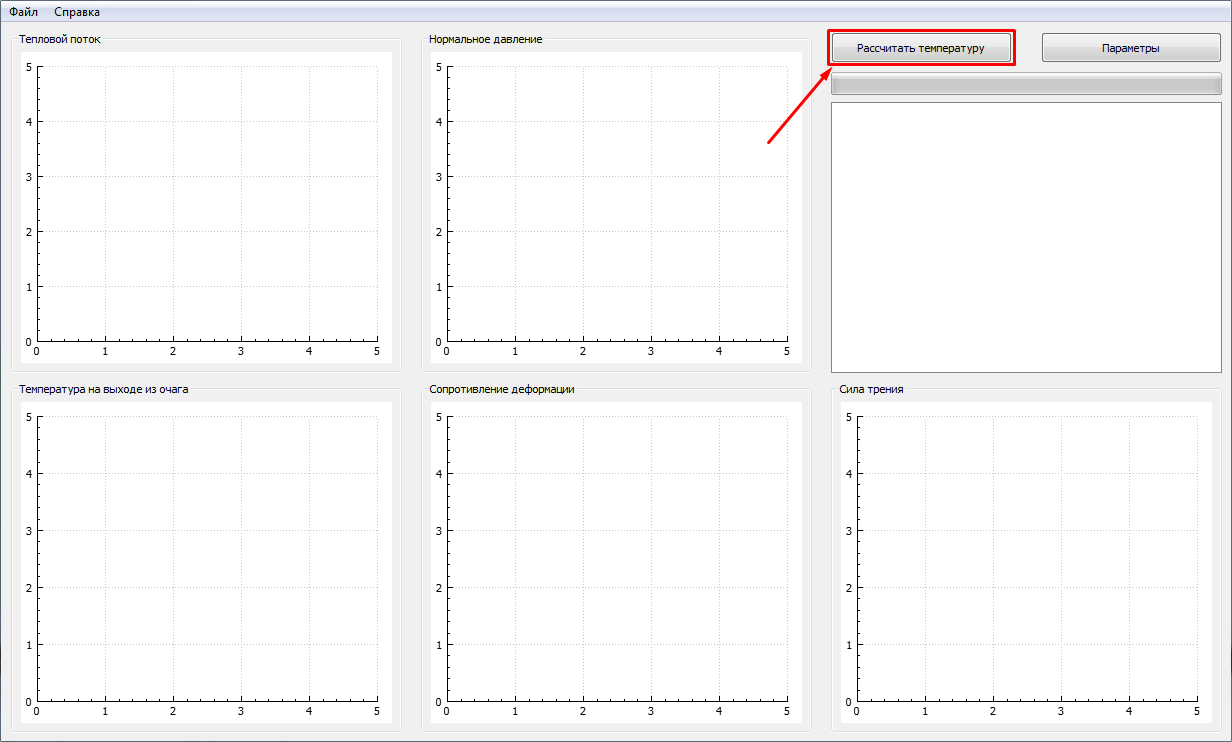 Файл Справка
Тепловой поток
5
4
3
2
1
0
0 1 2 3 4 5
Нормальное давление
5
4
3
2
1
0
0 1 2 3 4 5
Рассчитать температуру
Параметры
Температура на выходе из очага
5
4
3
2
1
0
0 1 2 3 4 5
Сопротивление деформации
5
4
3
2
1
0
0 1 2 3 4 5
Сила трения
5
4
3
2
1
0
0 1 2 3 4 5